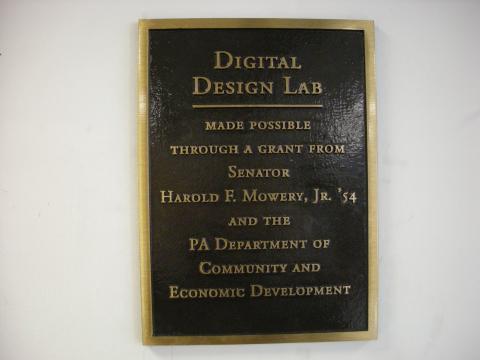 Digital
Design Lab
made possible
through a grant from
Senator
Harold F. Mowery, Jr. '54
and the
PA Department of
Community and
Economic Development